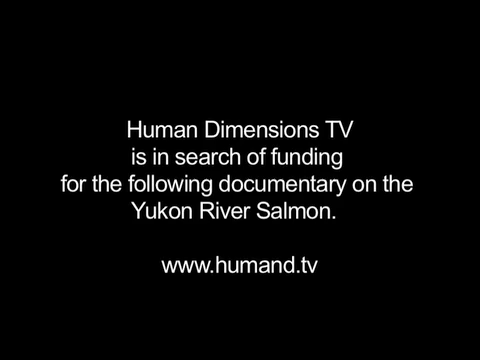 Human Dimensions TV
is in search of funding
for the following documentary on the
Yukon River Salmon.
www.humand.tv